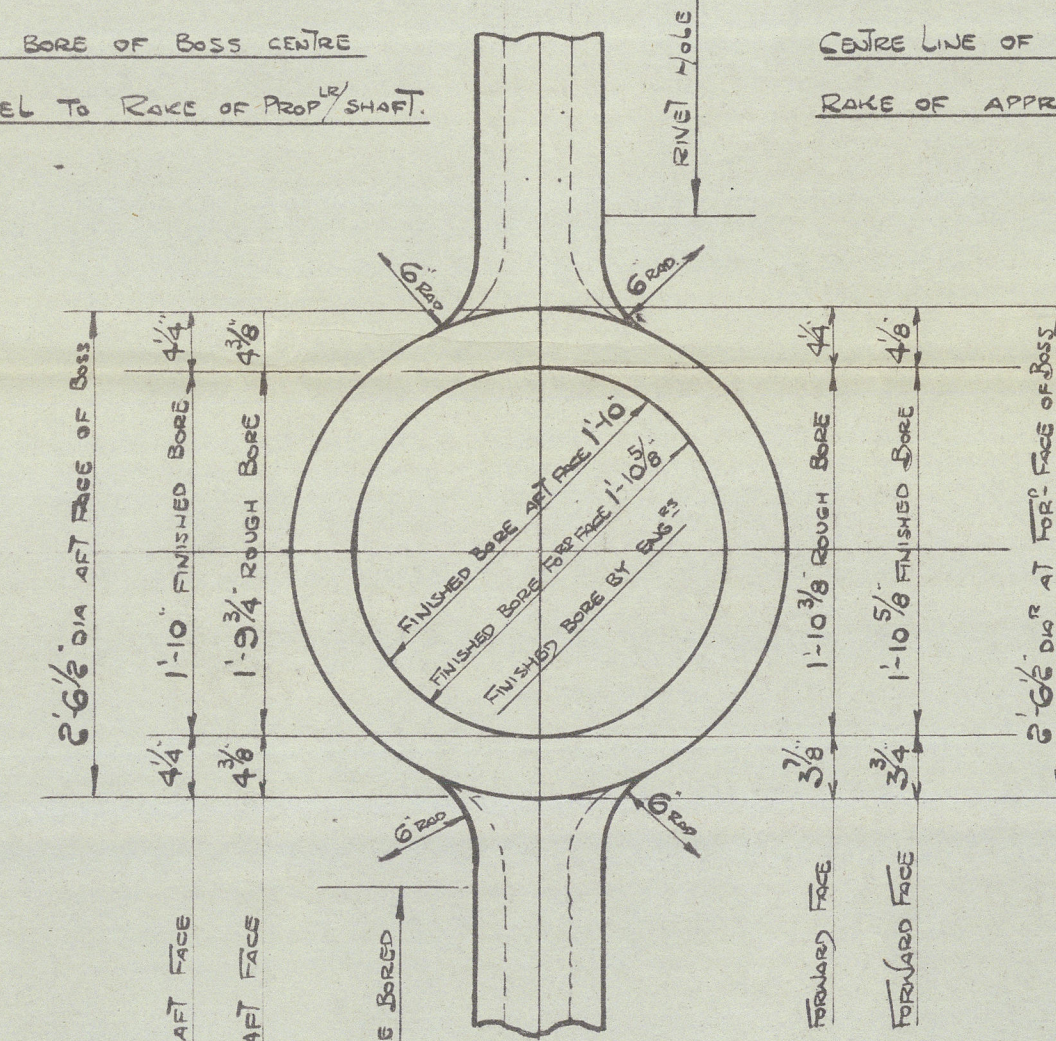 BORE OF BOSS CENTRE
EL TO RAKE OF PROPLR/SHAFT.
RIVET HOLE
CENTRE LINE OF
RAKE OF APPR
6" RAD.
6" RAD.
2'-6½" DIA AFT FACE OF BOSS
4¼"
1'-10" FINISHED BORE
4¼"
AFT FACE
4⅜"
1'-9¾" ROUGH BORE
4⅜"
AFT FACE
FINISHED BORE AFT FACE 1'-10"
FINISHED BORE FORD FACE 1'-10⅝"
FINISHED BORE BY ENGRS
4¼"
1'-10⅜" ROUGH BORE
3⅞"
FORWARD FACE
4⅛"
1'-10⅝" FINISHED BORE
3¾"
FORWARD FACE
2'-6½" DIAR AT FORD FACE OF BOSS
6" RAD
6" RAD
E BORED